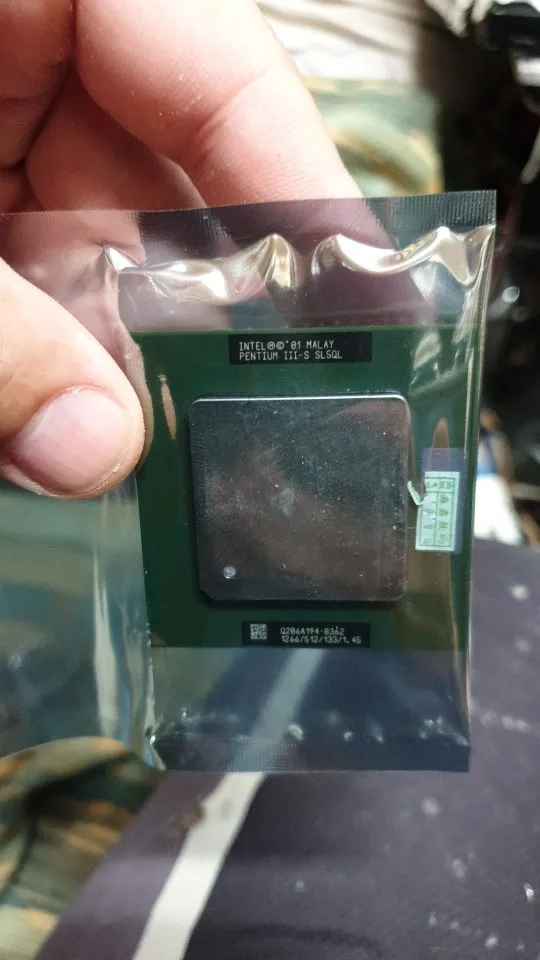 INTEL®©'01 MALAY
PENTIUM III-S SL5QL
Q206A194-0362
1266/512/133/1.45